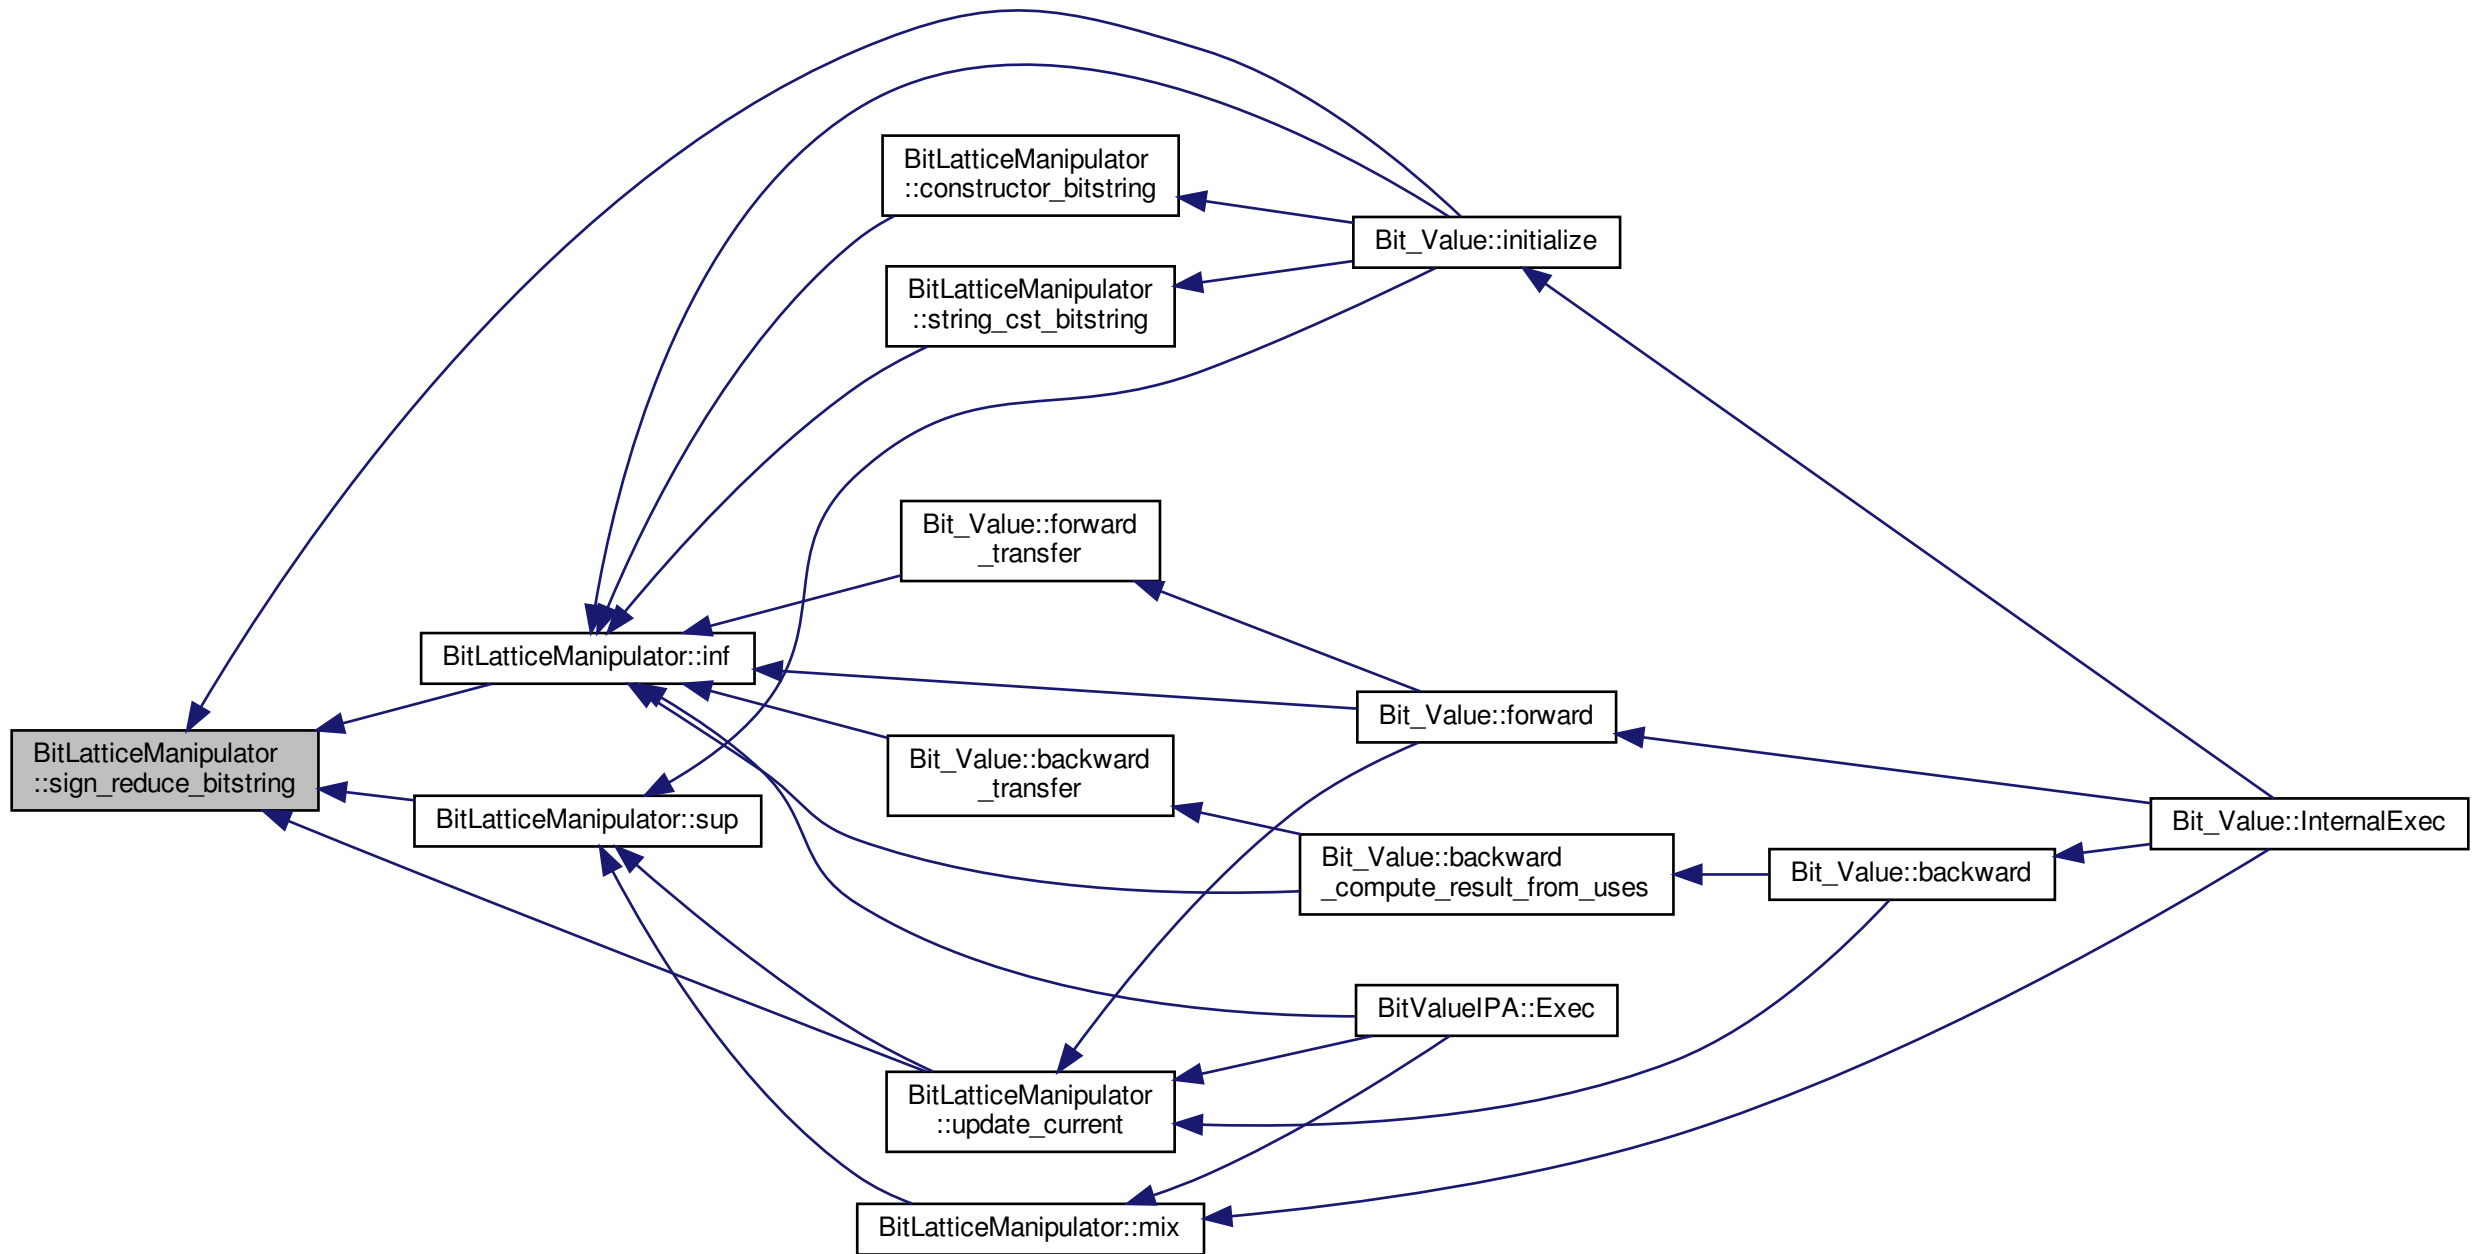 BitLatticeManipulator
::constructor_bitstring
Bit_Value::initialize
BitLatticeManipulator
::string_cst_bitstring
Bit_Value::forward
_transfer
BitLatticeManipulator::inf
Bit_Value::forward
BitLatticeManipulator
::sign_reduce_bitstring
Bit_Value::backward
_transfer
BitLatticeManipulator::sup
Bit_Value::InternalExec
Bit_Value::backward
_compute_result_from_uses
Bit_Value::backward
BitValueIPA::Exec
BitLatticeManipulator
::update_current
BitLatticeManipulator::mix